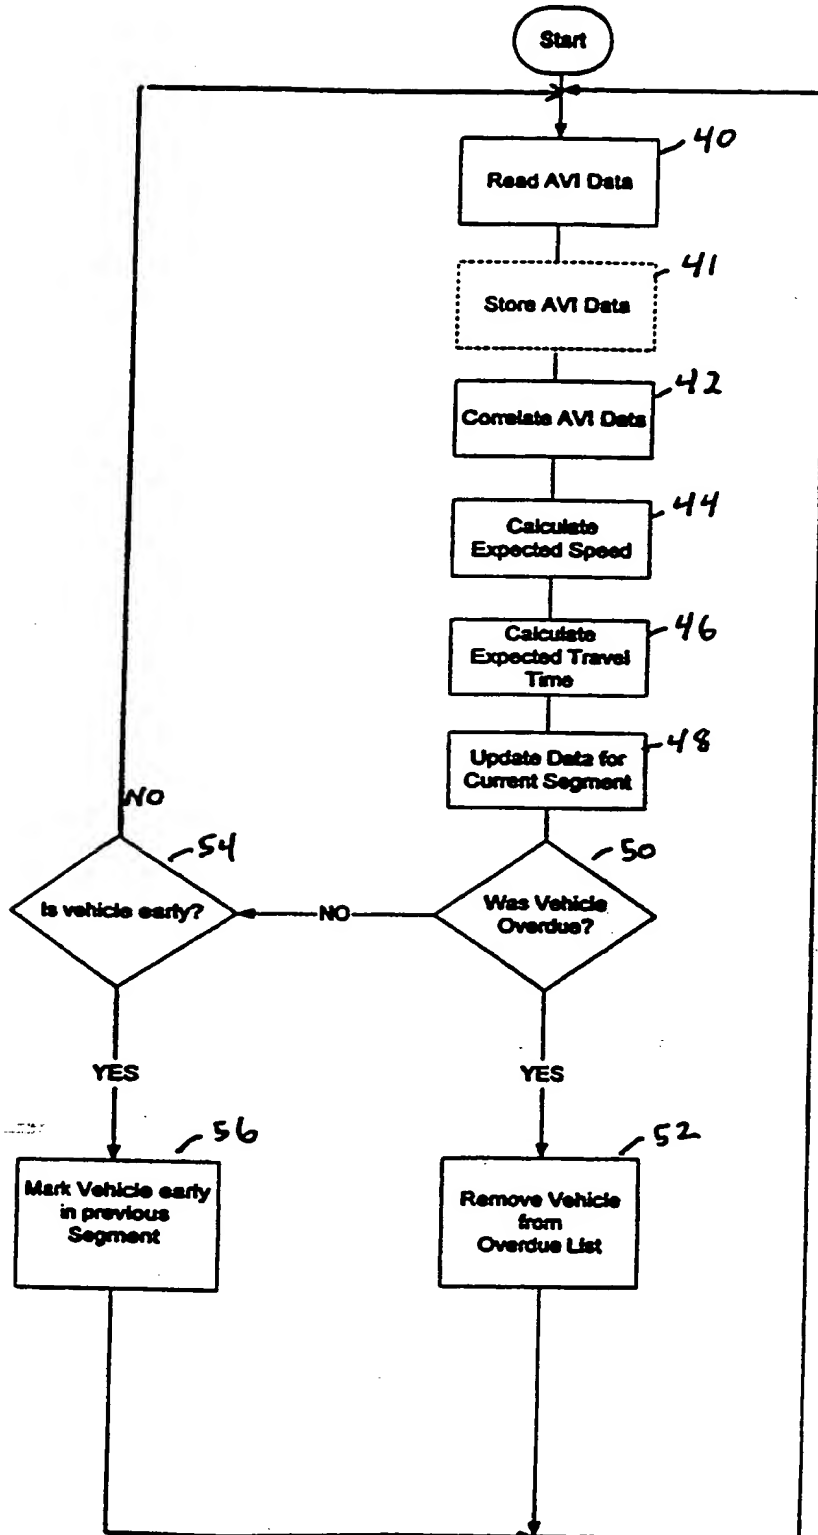 Start
40
Read AVI Data
41
Store AVI Data
42
Correlate AVI Data
44
Calculate
Expected Speed
46
Calculate
Expected Travel
Time
48
Update Data for
Current Segment
NO
54
50
Is vehicle early?
NO
Was Vehicle
Overdue?
YES
YES
56
52
Mark Vehicle early
in previous
Segment
Remove Vehicle
from
Overdue List